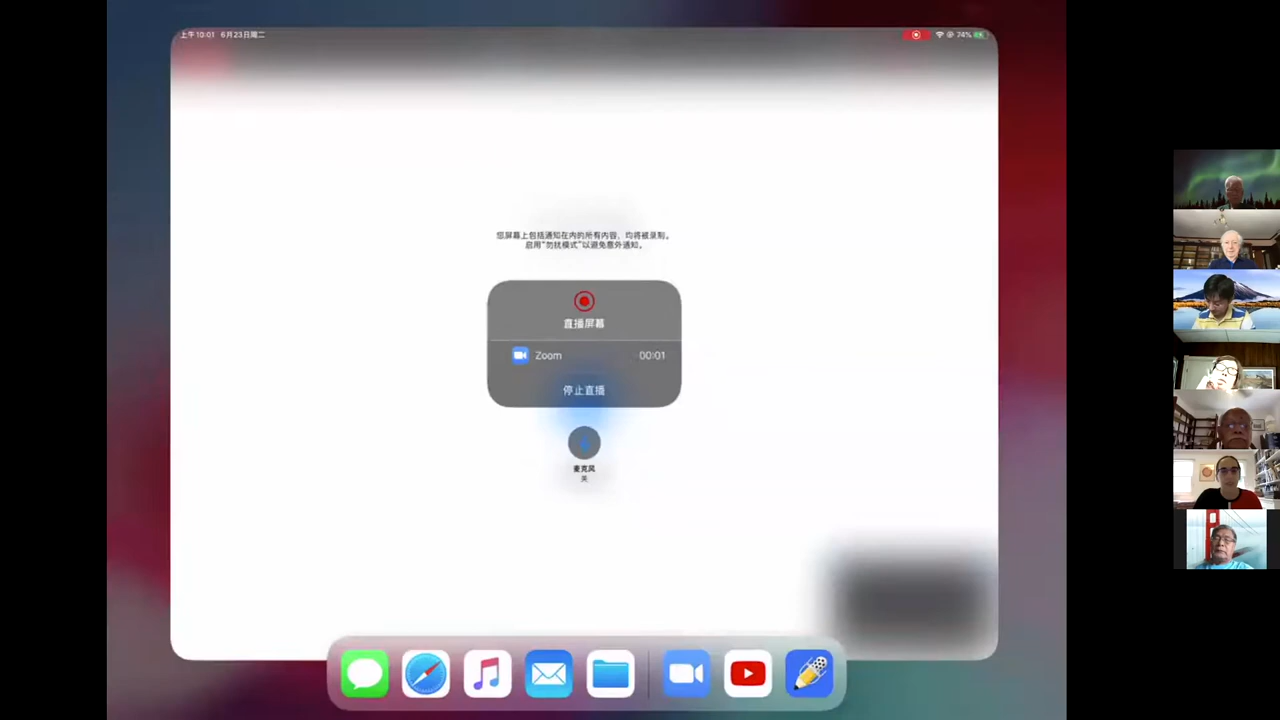 上午10:01 6月23日周二
74%
您屏幕上包括通知在内的所有内容，均将被录制。
启用“勿扰模式”以避免意外通知。
直播屏幕
Zoom 00:01
停止直播
麦克风
关